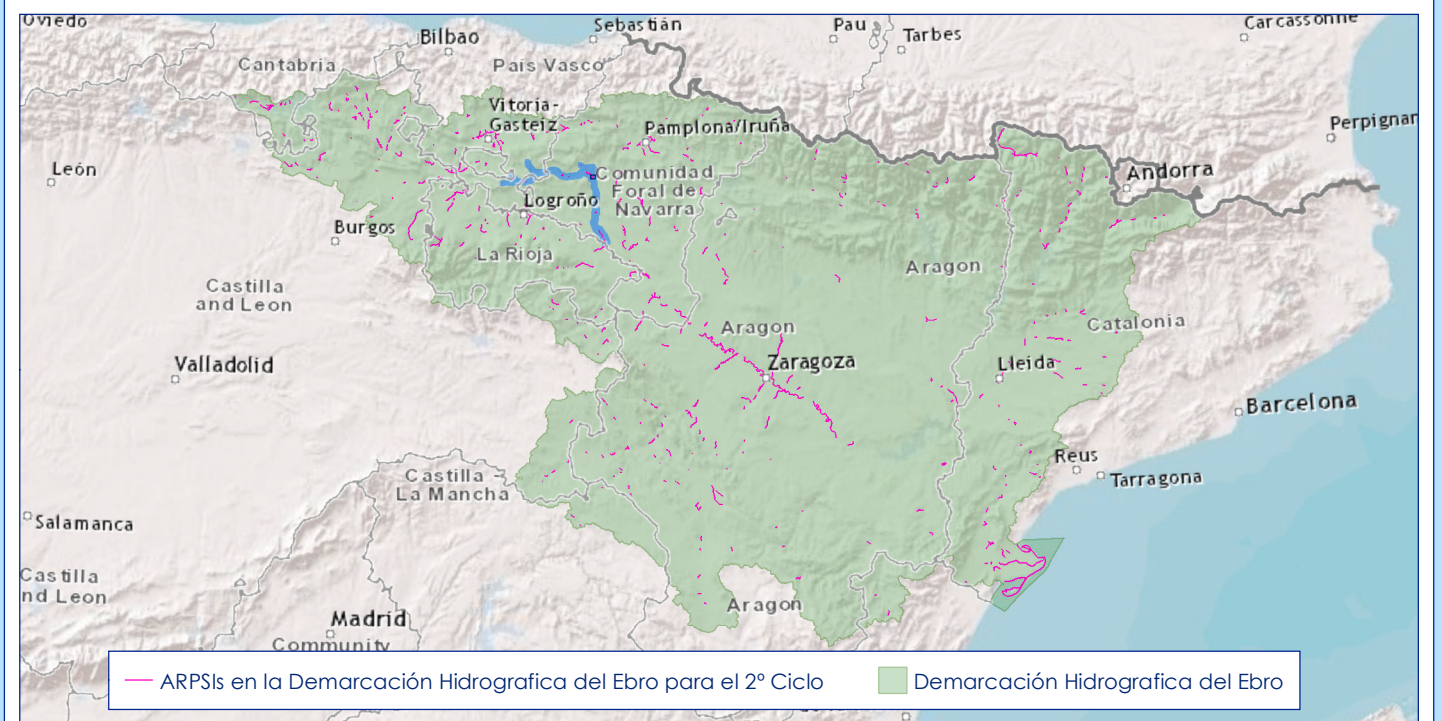 Oviedo
Sebastián
Pau
Tarbes
Carcassonne
Bilbao
Cantabria
Pais Vasco
Vitoria-
Gasteiz
Pamplona/Iruña
Perpignan
León
Andorra
Comunidad
Foral de
Navarra
Logroño
Burgos
La Rioja
Aragon
Castilla
and Leon
Catalonia
Aragon
Valladolid
Zaragoza
Lleida
Barcelona
Reus
Tarragona
Castilla
La Mancha
Salamanca
Castilla
nd Leon
Aragon
Madrid
Community
ARPSIs en la Demarcación Hidrografica del Ebro para el 2º Ciclo
Demarcación Hidrografica del Ebro